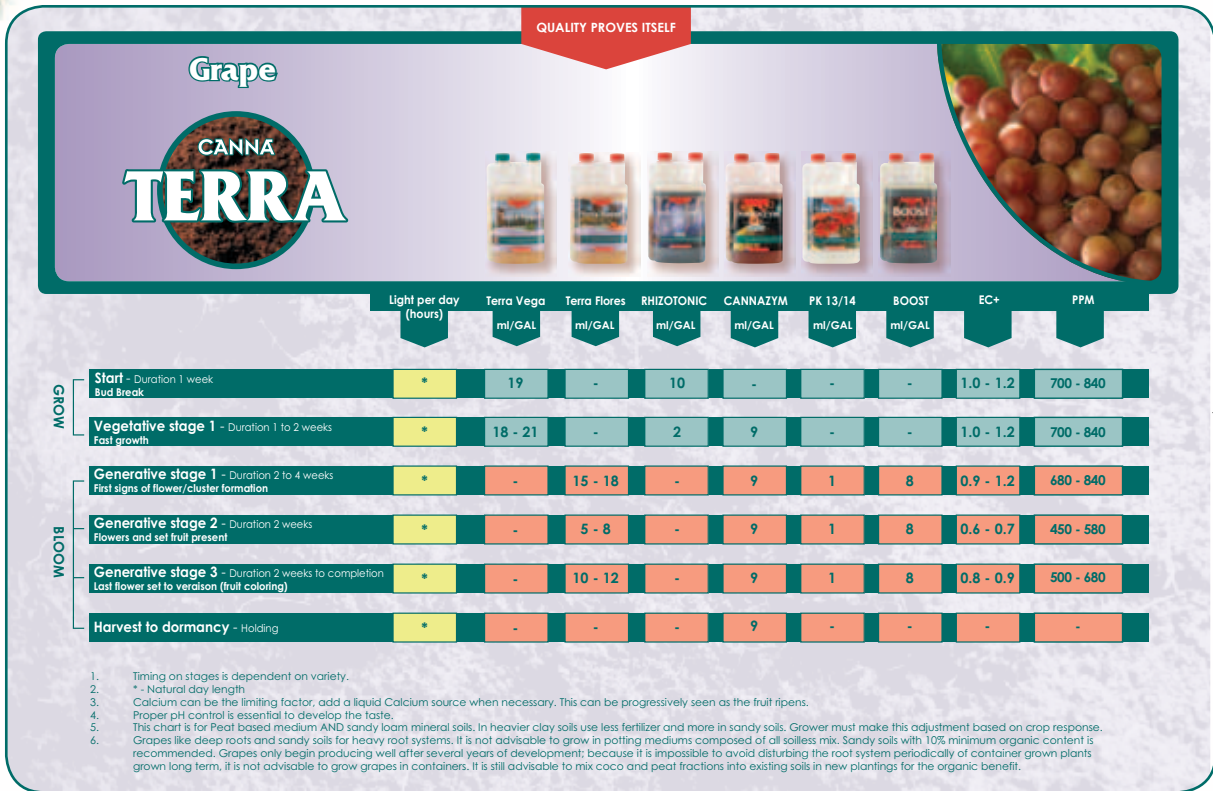 QUALITY PROVES ITSELF
Grape
CANNA
TERRA
BOOST
Light per day
(hours)
Terra Vega
Terra Flores
RHIZOTONIC
CANNAZYM
PK 13/14
BOOST
EC+
PPM
ml/GAL
ml/GAL
ml/GAL
ml/GAL
ml/GAL
ml/GAL
GROW
Start - Duration 1 week
Bud Break
* 19 - 10 - - - 1.0 - 1.2 700 - 840
Vegetative stage 1 - Duration 1 to 2 weeks
Fast growth
* 18 - 21 - 2 9 - - 1.0 - 1.2 700 - 840
BLOOM
Generative stage 1 - Duration 2 to 4 weeks
First signs of flower/cluster formation
* - 15 - 18 - 9 1 8 0.9 - 1.2 680 - 840
Generative stage 2 - Duration 2 weeks
Flowers and set fruit present
* - 5 - 8 - 9 1 8 0.6 - 0.7 450 - 580
Generative stage 3 - Duration 2 weeks to completion
Last flower set to veraison (fruit coloring)
* - 10 - 12 - 9 1 8 0.8 - 0.9 500 - 680
Harvest to dormancy - Holding
* - - - 9 - - - -
1. Timing on stages is dependent on variety.
2. * - Natural day length
3. Calcium can be the limiting factor, add a liquid Calcium source when necessary. This can be progressively seen as the fruit ripens.
4. Proper pH control is essential to develop the taste.
5. This chart is for Peat based medium AND sandy loam mineral soils. In heavier clay soils use less fertilizer and more in sandy soils. Grower must make this adjustment based on crop response.
6. Grapes like deep roots and sandy soils for heavy root systems. It is not advisable to grow in potting mediums composed of all soilless mix. Sandy soils with 10% minimum organic content is
recommended. Grapes only begin producing well after several years of development; because it is impossible to avoid disturbing the root system periodically of container grown plants
grown long term, it is not advisable to grow grapes in containers. It is still advisable to mix coco and peat fractions into existing soils in new plantings for the organic benefit.